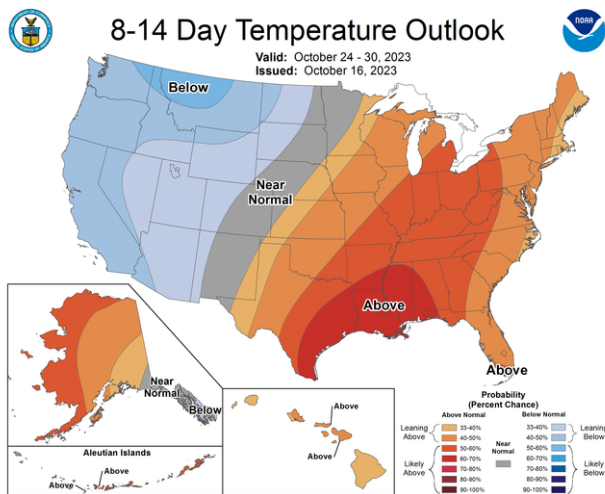 8-14 Day Temperature Outlook
Valid: October 24 - 30, 2023
Issued: October 16, 2023
NOAA
Below
Near
Normal
Above
Above
Near
Normal
Below
Above
Above
Aleutian Islands
Above
Above
Probability
(Percent Chance)
Above Normal
Below Normal
Leaning
Above
33-40%
40-50%
Near
Normal
33-40%
40-50%
Leaning
Below
Likely
Above
50-60%
60-70%
70-80%
80-90%
90-100%
50-60%
60-70%
70-80%
80-90%
90-100%
Likely
Below